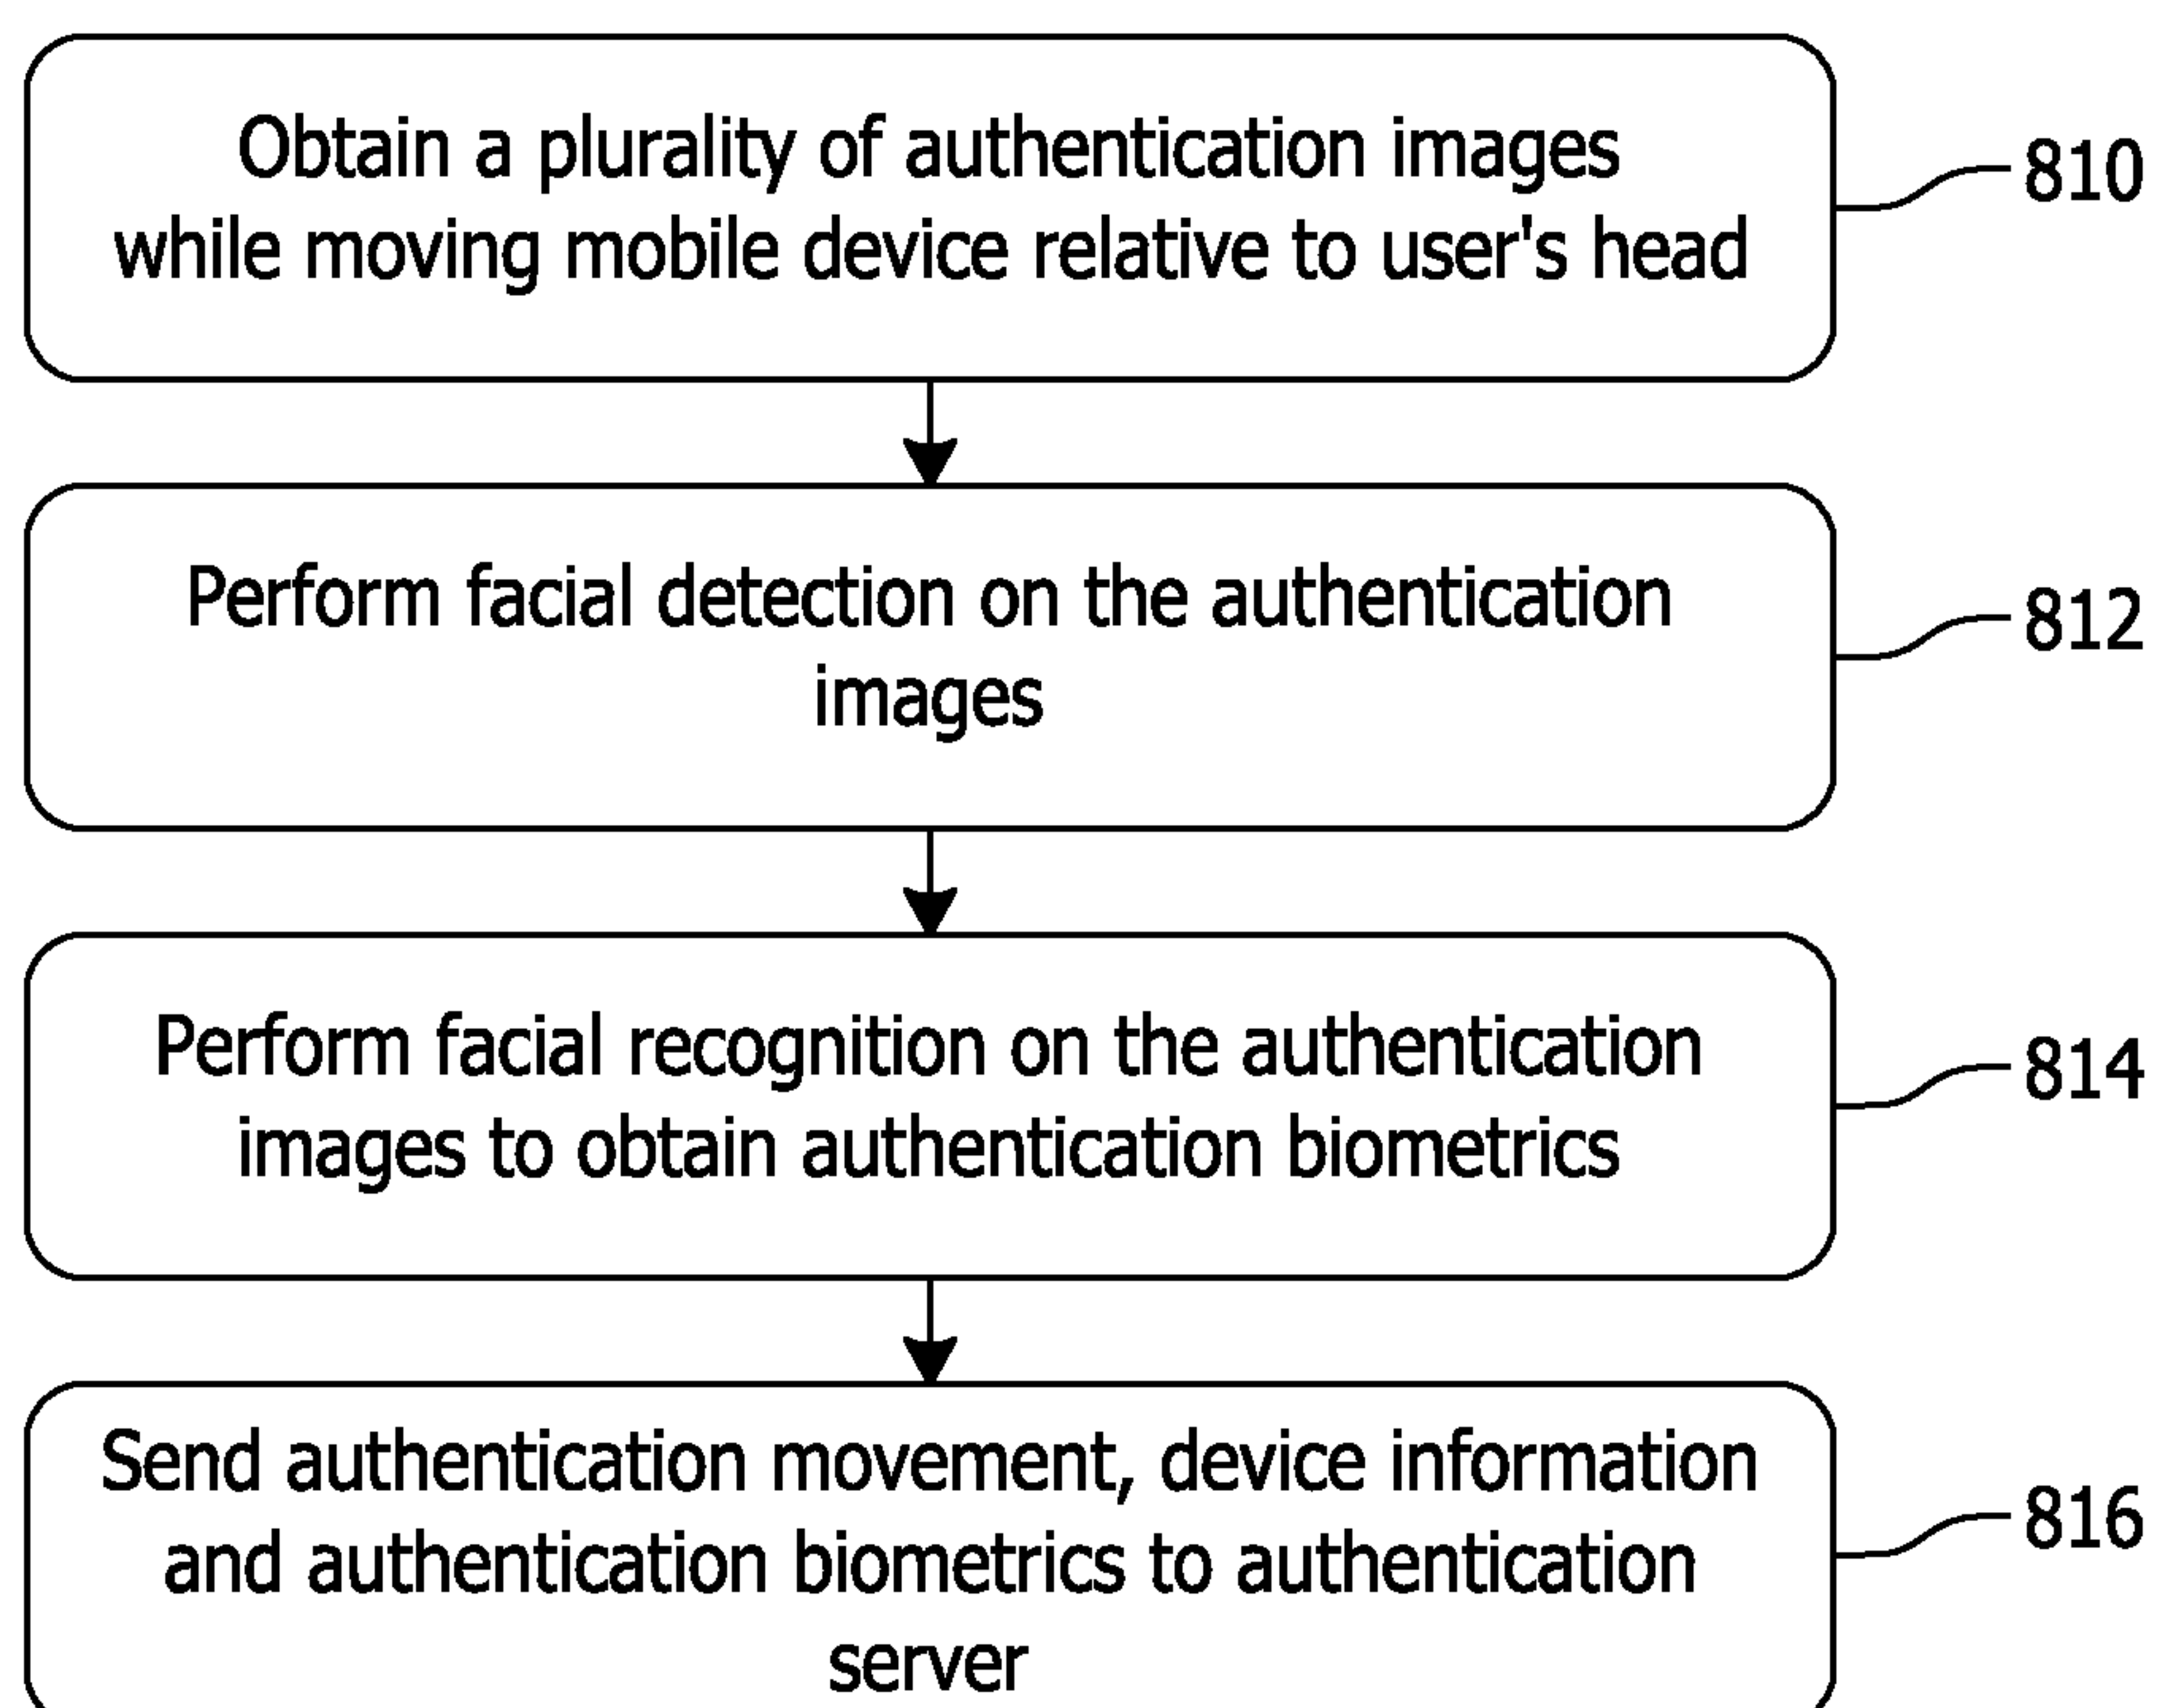 Obtain a plurality of authentication images
while moving mobile device relative to user's head
810
Perform facial detection on the authentication
images
812
Perform facial recognition on the authentication
images to obtain authentication biometrics
814
Send authentication movement, device information
and authentication biometrics to authentication
server
816